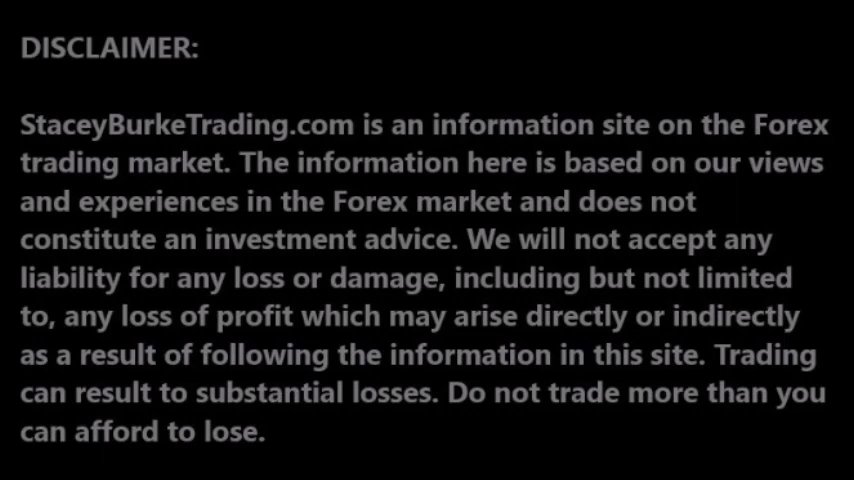 DISCLAIMER:
StaceyBurkeTrading.com is an information site on the Forex
trading market. The information here is based on our views
and experiences in the Forex market and does not
constitute an investment advice. We will not accept any
liability for any loss or damage, including but not limited
to, any loss of profit which may arise directly or indirectly
as a result of following the information in this site. Trading
can result to substantial losses. Do not trade more than you
can afford to lose.